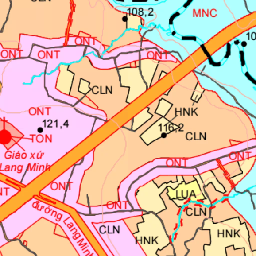 108,2
MNC
10
ONT
ONT
CLN
HNK
ONT
121,4
116,2
CLN
TON
Giáo xứ
Lang Minh
ONT
ONT
ONT
LUA
CLN
đường Lang Minh
CLN
HNK
HNK